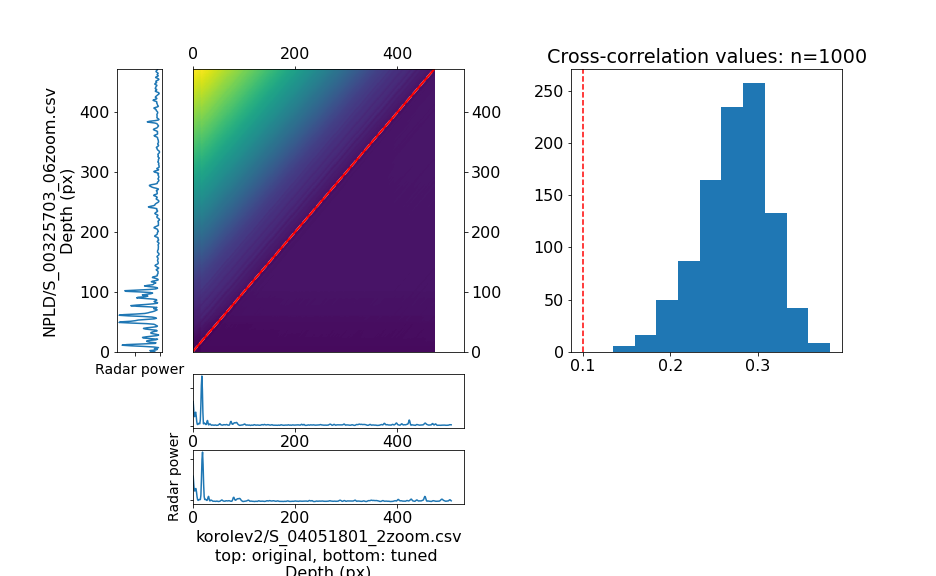 0 200 400
Cross-correlation values: n=1000
NPLD/S_00325703_06zoom.csv
Depth (px)
400
300
200
100
0
Radar power
400
300
200
100
0
250
200
150
100
50
0
0.1 0.2 0.3
0 200 400
Radar power
0 200 400
korolev2/S_04051801_2zoom.csv
top: original, bottom: tuned
Depth (px)